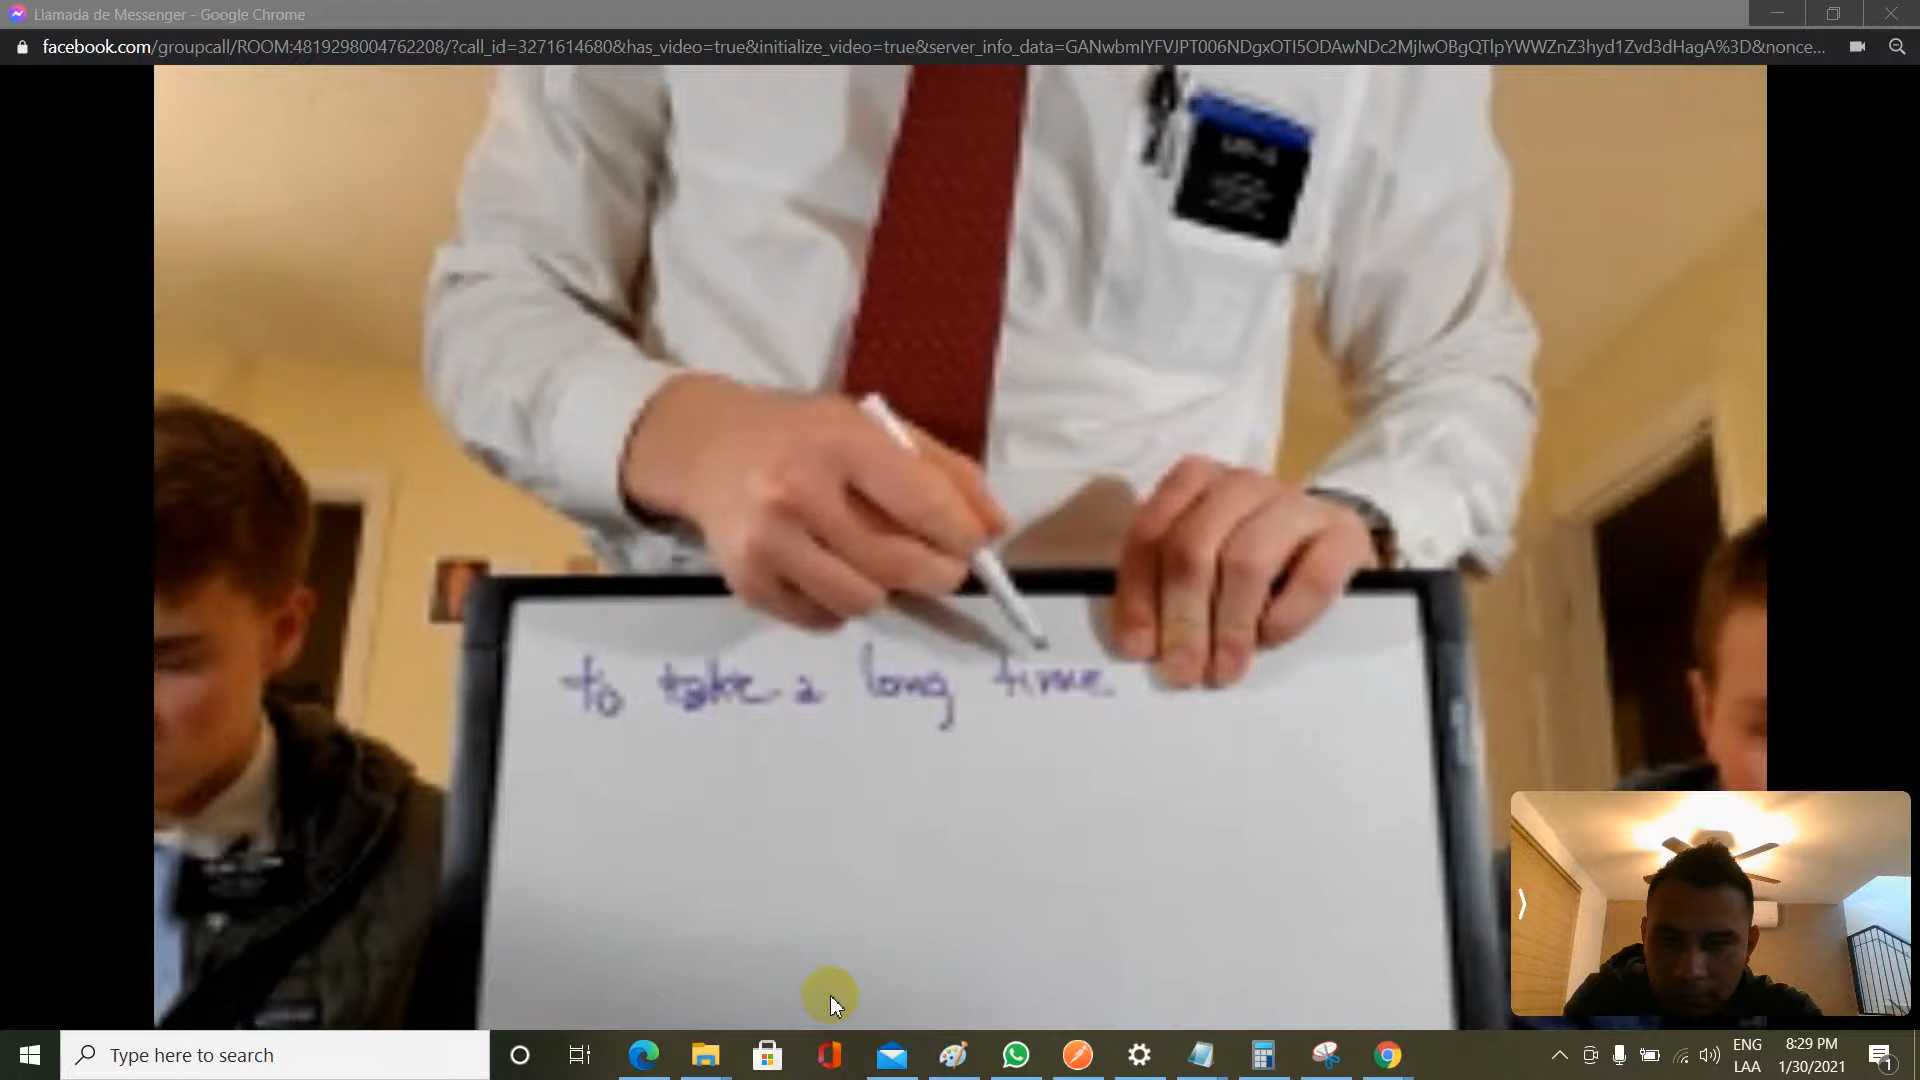 Llamada de Messenger - Google Chrome
facebook.com/groupcall/ROOM:4819298004762208/?call_id=3271614680&has_video=true&initialize_video=true&server_info_data=GANwbmlYFVJPT006NDgxOTI5ODAwNDc2MjIwOBgQTlpYWWZnZ3hyd1Zvd3dHagA%3D&nonce...
to take a long time
Type here to search
ENG
8:29 PM
LAA
1/30/2021
1